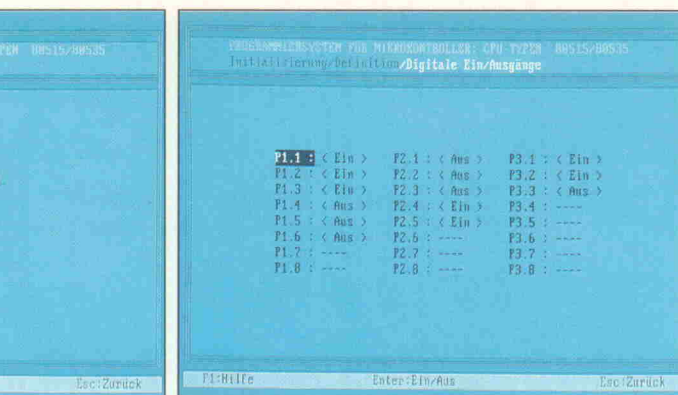 TEN 80515/80535
Esc:Zurück
PROGRAMMIERSYSTEM FÜR MIKROKONTROLLER: CPU TYPEN 80515/80535
Initialisierung/Definition/Digitale Ein/Ausgänge
P1.1 : < Ein > P2.1 : < Aus > P3.1 : < Ein >
P1.2 : < Ein > P2.2 : < Aus > P3.2 : < Ein >
P1.3 : < Ein > P2.3 : < Aus > P3.3 : < Aus >
P1.4 : < Aus > P2.4 : < Ein > P3.4 : ----
P1.5 : < Aus > P2.5 : < Ein > P3.5 : ----
P1.6 : < Aus > P2.6 : ---- P3.6 : ----
P1.7 : ---- P2.7 : ---- P3.7 : ----
P1.8 : ---- P2.8 : ---- P3.8 : ----
F1:Hilfe Enter:Ein/Aus Esc:Zurück